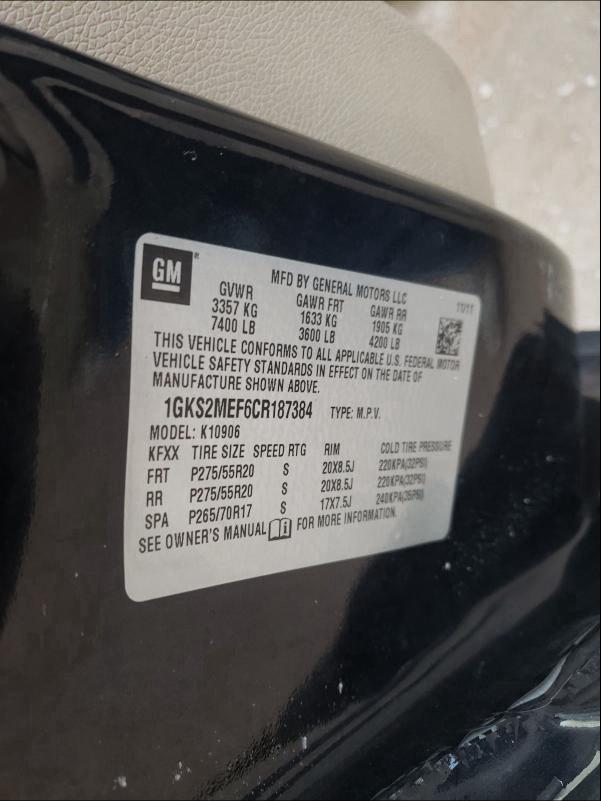 GM ®
MFD BY GENERAL MOTORS LLC
GVWR GAWR FRT GAWR RR 11/11
3357 KG 1633 KG 1905 KG
7400 LB 3600 LB 4200 LB
THIS VEHICLE CONFORMS TO ALL APPLICABLE U.S. FEDERAL MOTOR
VEHICLE SAFETY STANDARDS IN EFFECT ON THE DATE OF
MANUFACTURE SHOWN ABOVE.
1GKS2MEF6CR187384 TYPE: M.P.V.
MODEL: K10906
KFXX TIRE SIZE SPEED RTG RIM COLD TIRE PRESSURE
FRT P275/55R20 S 20X8.5J 220KPA(32PSI)
RR P275/55R20 S 20X8.5J 220KPA(32PSI)
SPA P265/70R17 S 17X7.5J 240KPA(35PSI)
SEE OWNER'S MANUAL FOR MORE INFORMATION.